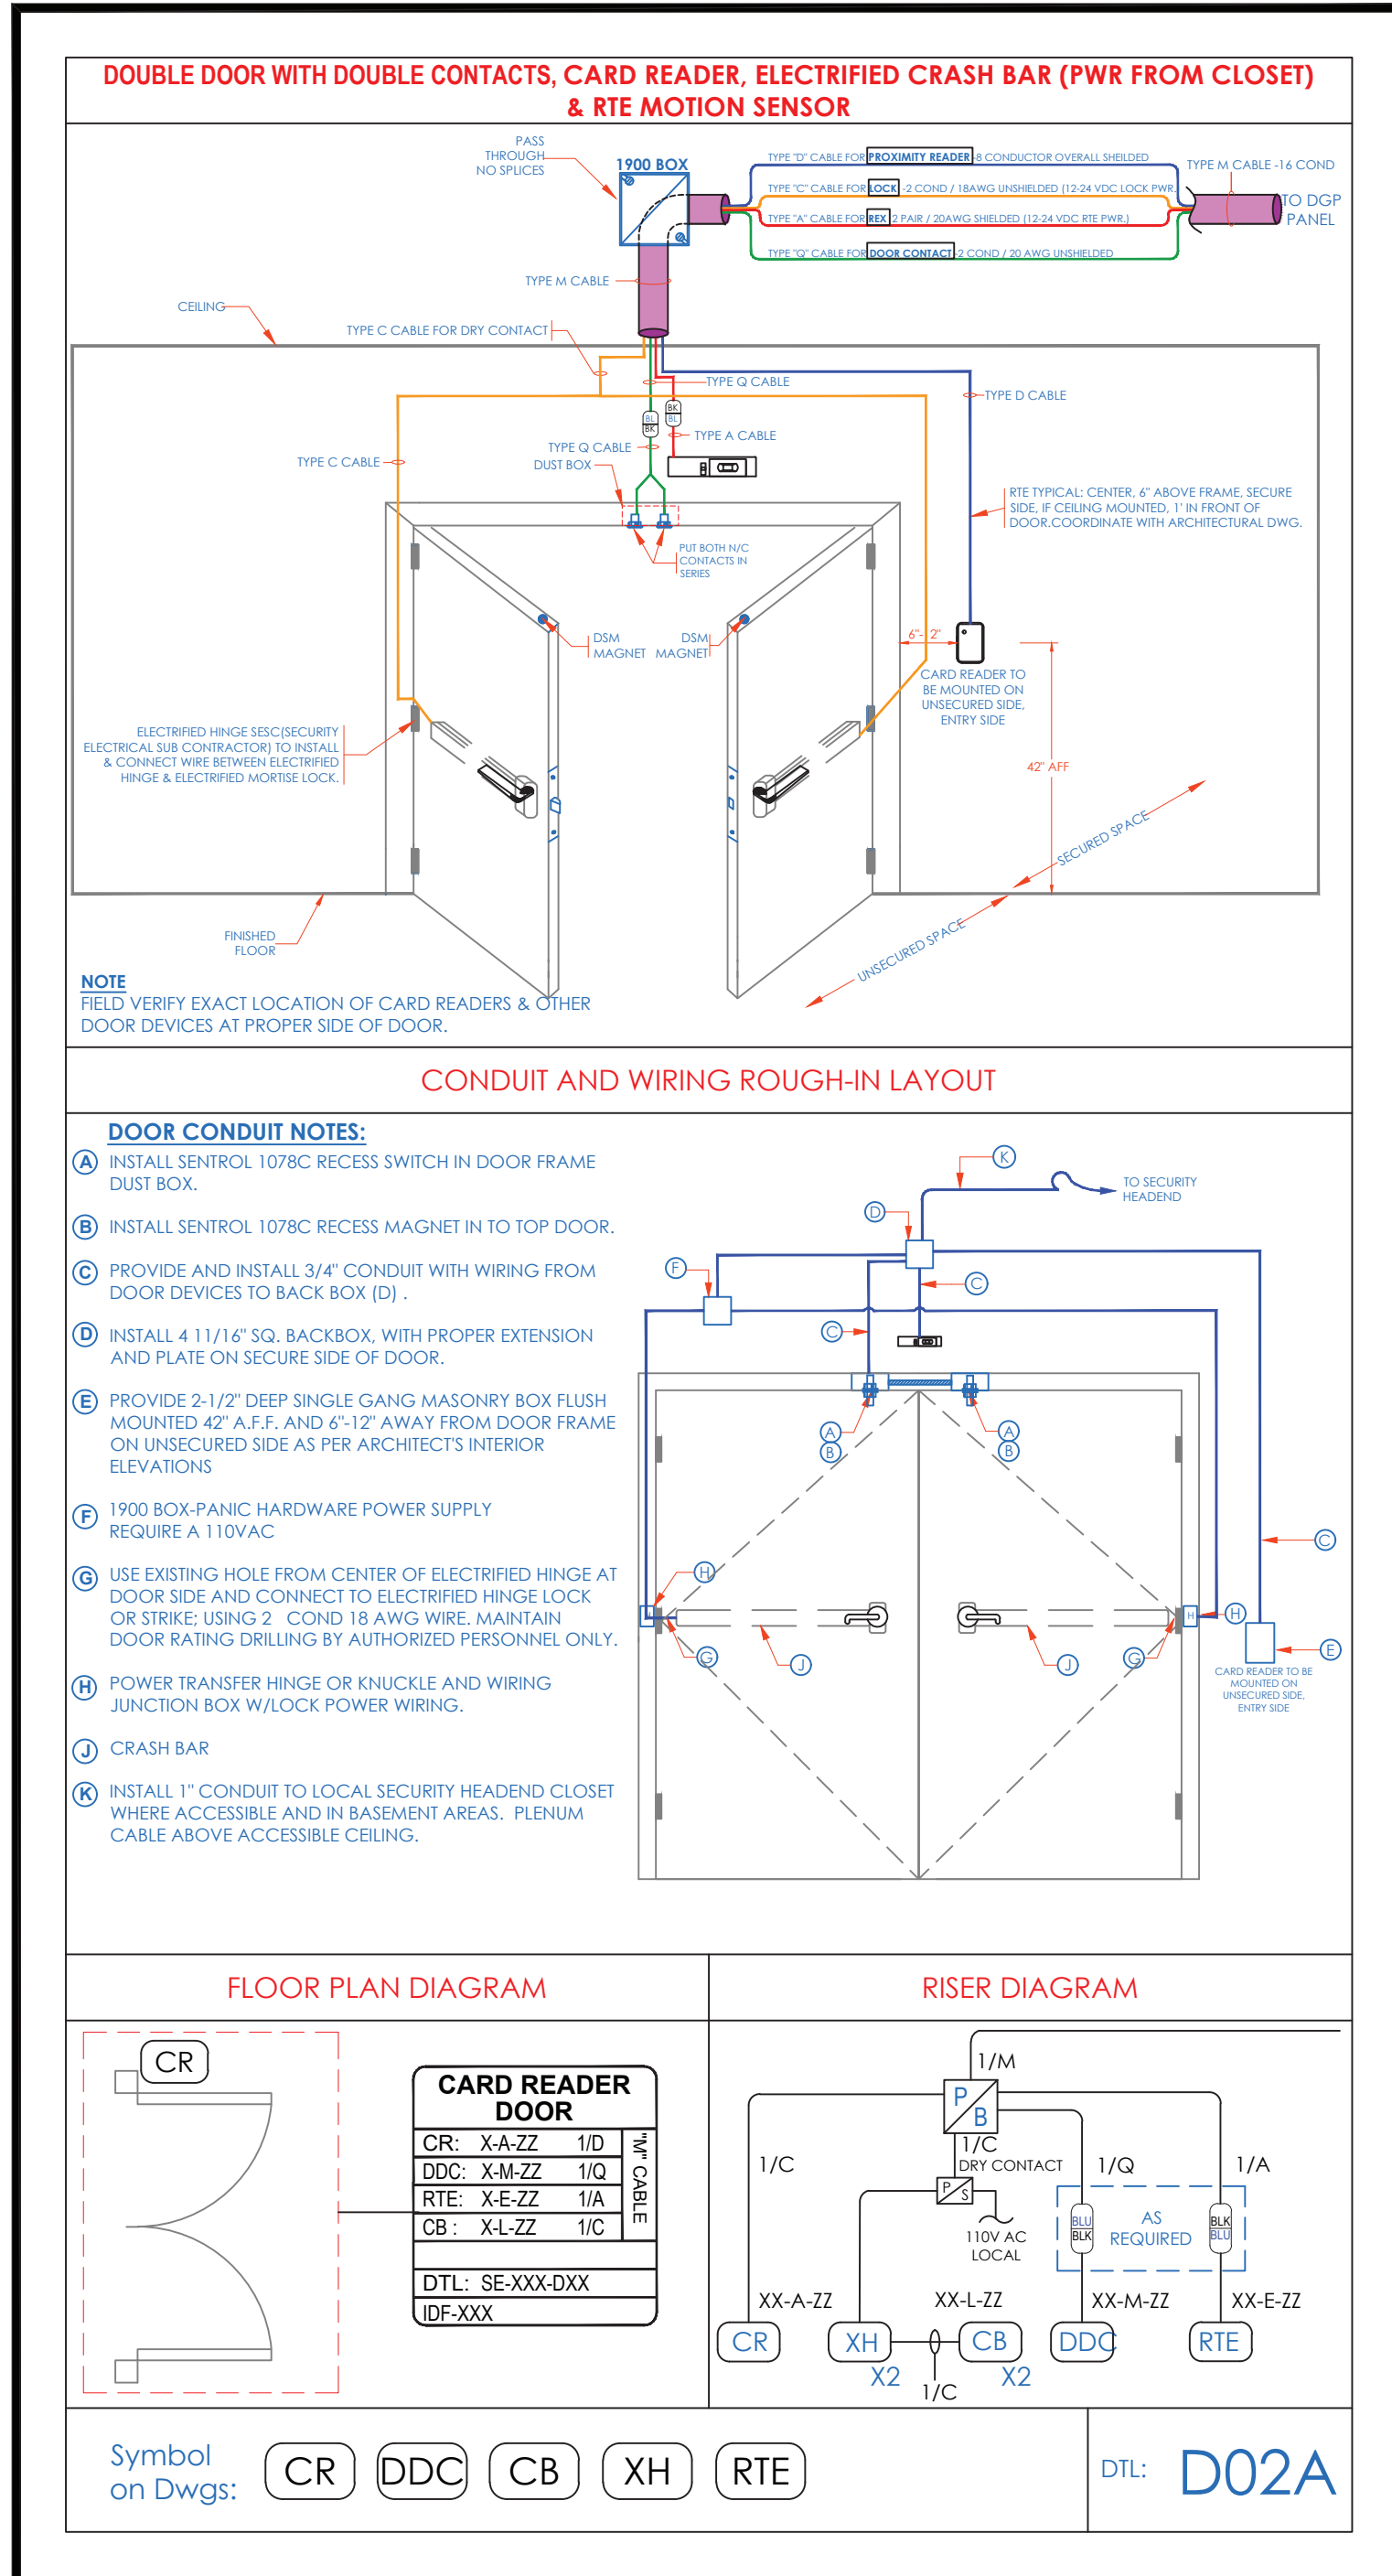 DOUBLE DOOR WITH DOUBLE CONTACTS, CARD READER, ELECTRIFIED CRASH BAR (PWR FROM CLOSET)
& RTE MOTION SENSOR
PASS
THROUGH
NO SPLICES
1900 BOX
TYPE "D" CABLE FOR PROXIMITY READER-8 CONDUCTOR OVERALL SHEILDED
TYPE "C" CABLE FOR LOCK -2 COND / 18AWG UNSHIELDED (12-24 VDC LOCK PWR.
TYPE "A" CABLE FOR REX 2 PAIR / 20AWG SHIELDED (12-24 VDC RTE PWR.)
TYPE "Q" CABLE FOR DOOR CONTACT-2 COND / 20 AWG UNSHIELDED
TYPE M CABLE -16 COND
TO DGP
PANEL
TYPE M CABLE
CEILING
TYPE C CABLE FOR DRY CONTACT
TYPE Q CABLE
TYPE D CABLE
BK
BL
BL
BK
TYPE A CABLE
TYPE Q CABLE
TYPE C CABLE
DUST BOX
RTE TYPICAL: CENTER, 6" ABOVE FRAME, SECURE
SIDE, IF CEILING MOUNTED, 1' IN FRONT OF
DOOR.COORDINATE WITH ARCHITECTURAL DWG.
PUT BOTH N/C
CONTACTS IN
SERIES
DSM
MAGNET
DSM
MAGNET
6"- 2"
CARD READER TO
BE MOUNTED ON
UNSECURED SIDE,
ENTRY SIDE
ELECTRIFIED HINGE SESC(SECURITY
ELECTRICAL SUB CONTRACTOR) TO INSTALL
& CONNECT WIRE BETWEEN ELECTRIFIED
HINGE & ELECTRIFIED MORTISE LOCK.
42" AFF
SECURED SPACE
UNSECURED SPACE
FINISHED
FLOOR
NOTE
FIELD VERIFY EXACT LOCATION OF CARD READERS & OTHER
DOOR DEVICES AT PROPER SIDE OF DOOR.
CONDUIT AND WIRING ROUGH-IN LAYOUT
DOOR CONDUIT NOTES:
A INSTALL SENTROL 1078C RECESS SWITCH IN DOOR FRAME
DUST BOX.
B INSTALL SENTROL 1078C RECESS MAGNET IN TO TOP DOOR.
C PROVIDE AND INSTALL 3/4" CONDUIT WITH WIRING FROM
DOOR DEVICES TO BACK BOX (D) .
D INSTALL 4 11/16" SQ. BACKBOX, WITH PROPER EXTENSION
AND PLATE ON SECURE SIDE OF DOOR.
E PROVIDE 2-1/2" DEEP SINGLE GANG MASONRY BOX FLUSH
MOUNTED 42" A.F.F. AND 6"-12" AWAY FROM DOOR FRAME
ON UNSECURED SIDE AS PER ARCHITECT'S INTERIOR
ELEVATIONS
F 1900 BOX-PANIC HARDWARE POWER SUPPLY
REQUIRE A 110VAC
G USE EXISTING HOLE FROM CENTER OF ELECTRIFIED HINGE AT
DOOR SIDE AND CONNECT TO ELECTRIFIED HINGE LOCK
OR STRIKE; USING 2 COND 18 AWG WIRE. MAINTAIN
DOOR RATING DRILLING BY AUTHORIZED PERSONNEL ONLY.
H POWER TRANSFER HINGE OR KNUCKLE AND WIRING
JUNCTION BOX W/LOCK POWER WIRING.
J CRASH BAR
K INSTALL 1" CONDUIT TO LOCAL SECURITY HEADEND CLOSET
WHERE ACCESSIBLE AND IN BASEMENT AREAS. PLENUM
CABLE ABOVE ACCESSIBLE CEILING.
K
TO SECURITY
HEADEND
D
F
C
C
A
B
A
B
C
H
H
H
G
J
J
G
E
CARD READER TO BE
MOUNTED ON
UNSECURED SIDE,
ENTRY SIDE
FLOOR PLAN DIAGRAM
CR
CARD READER
DOOR
CR: X-A-ZZ 1/D
DDC: X-M-ZZ 1/Q
RTE: X-E-ZZ 1/A
CB : X-L-ZZ 1/C
"M" CABLE
DTL: SE-XXX-DXX
IDF-XXX
RISER DIAGRAM
1/M
P
B
1/C
1/C
DRY CONTACT
1/Q
1/A
P
S
110V AC
LOCAL
BLU
BLK
AS
REQUIRED
BLK
BLU
XX-A-ZZ
XX-L-ZZ
XX-M-ZZ
XX-E-ZZ
CR
XH
CB
DDC
RTE
X2
X2
1/C
Symbol
on Dwgs:
CR
DDC
CB
XH
RTE
DTL:
D02A